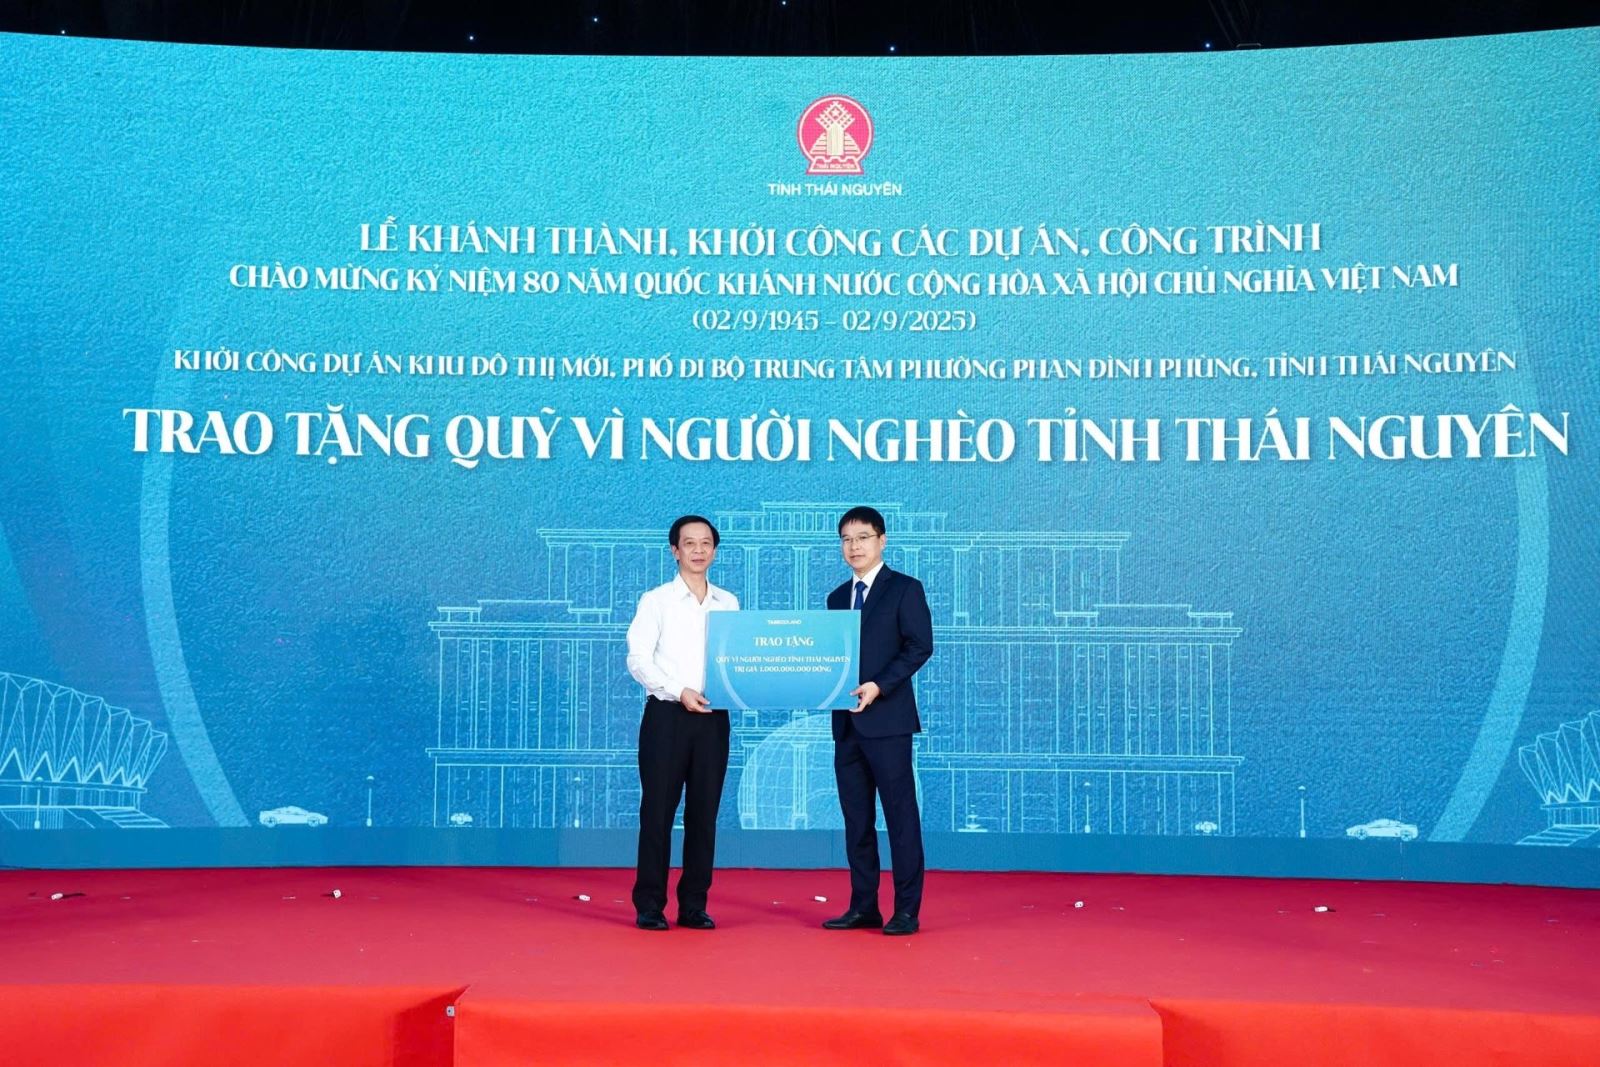 THÁI NGUYÊN
TỈNH THÁI NGUYÊN
LỄ KHÁNH THÀNH, KHỞI CÔNG CÁC DỰ ÁN, CÔNG TRÌNH
CHÀO MỪNG KỶ NIỆM 80 NĂM QUỐC KHÁNH NƯỚC CỘNG HÒA XÃ HỘI CHỦ NGHĨA VIỆT NAM
(02/9/1945 - 02/9/2025)
KHỞI CÔNG DỰ ÁN KHU ĐÔ THỊ MỚI, PHỐ ĐI BỘ TRUNG TÂM PHƯỜNG PHAN ĐÌNH PHÙNG, TỈNH THÁI NGUYÊN
TRAO TẶNG QUỸ VÌ NGƯỜI NGHÈO TỈNH THÁI NGUYÊN
TRAO TẶNG
QUỸ VÌ NGƯỜI NGHÈO TỈNH THÁI NGUYÊN
TRỊ GIÁ 1.000.000.000 ĐỒNG